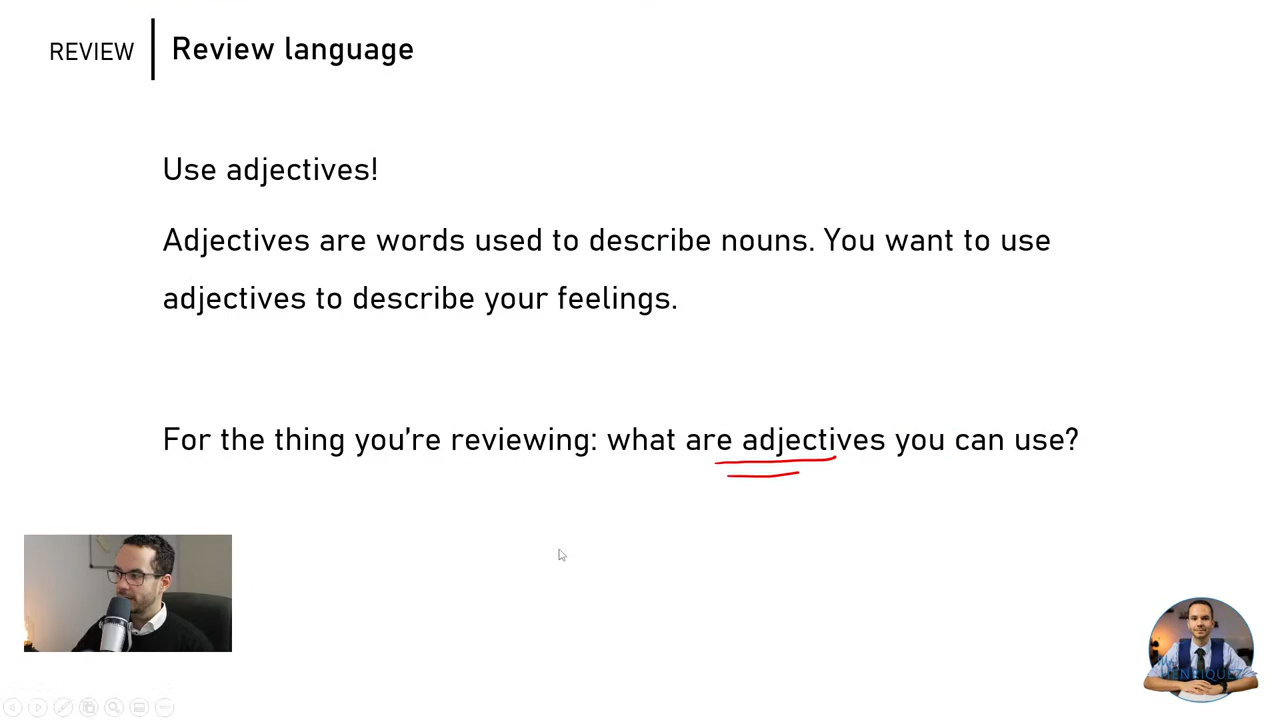 REVIEW
Review language
Use adjectives!
Adjectives are words used to describe nouns. You want to use
adjectives to describe your feelings.
For the thing you're reviewing: what are adjectives you can use?